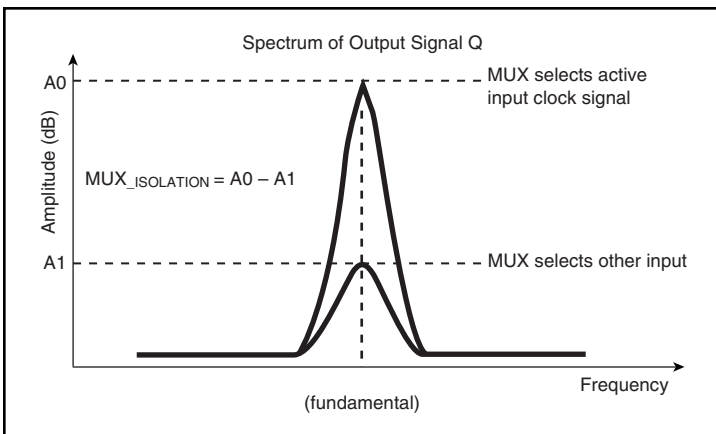 Spectrum of Output Signal Q
A0
MUX selects active
input clock signal
Amplitude (dB)
MUX_ISOLATION = A0 – A1
A1
MUX selects other input
Frequency
(fundamental)